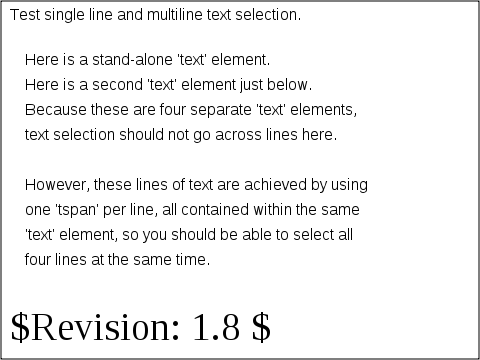 Test single line and multiline text selection.
Here is a stand-alone 'text' element.
Here is a second 'text' element just below.
Because these are four separate 'text' elements,
text selection should not go across lines here.
However, these lines of text are achieved by using
one 'tspan' per line, all contained within the same
'text' element, so you should be able to select all
four lines at the same time.
$Revision: 1.8 $